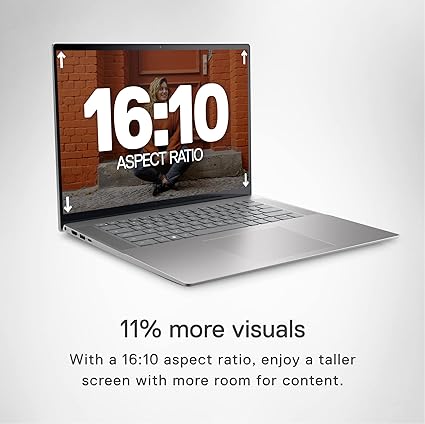 16:10
ASPECT RATIO
11% more visuals
With a 16:10 aspect ratio, enjoy a taller
screen with more room for content.